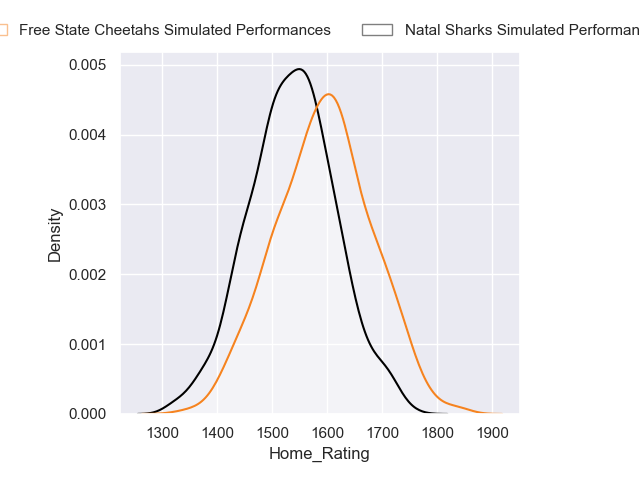 Free State Cheetahs Simulated Performances
Natal Sharks Simulated Performan
0.005
0.004
0.003
0.002
0.001
0.000
Density
1300 1400 1500 1600 1700 1800 1900
Home_Rating